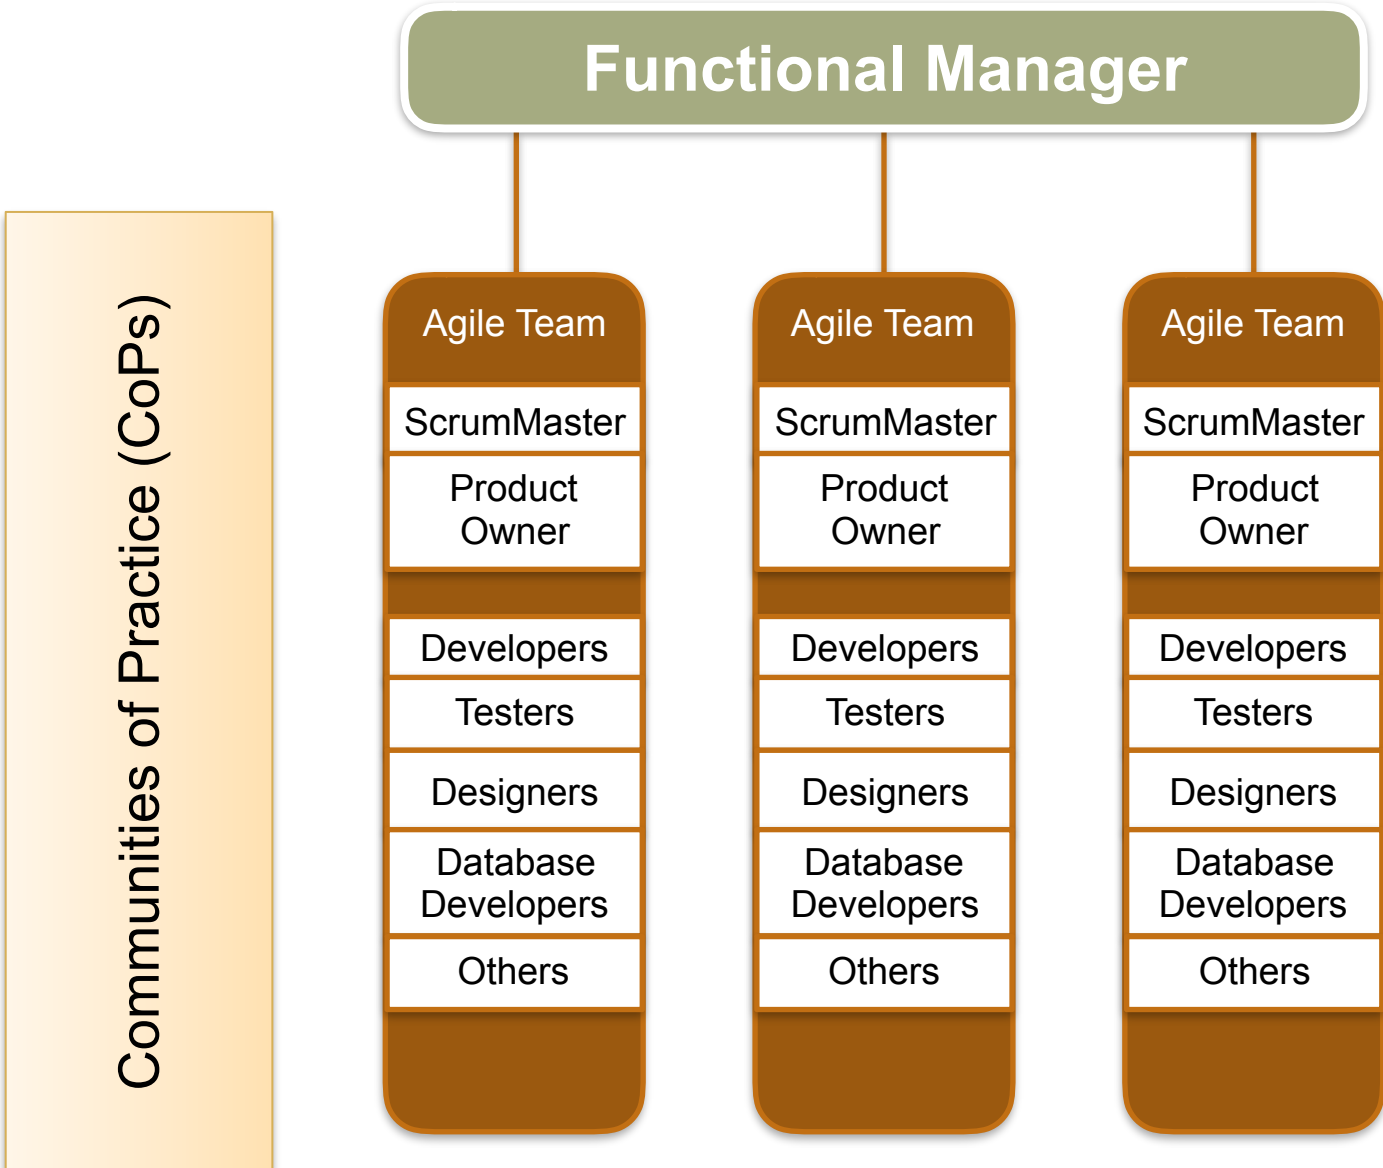 Functional Manager
Communities of Practice (CoPs)
Agile Team
ScrumMaster
Product
Owner
Developers
Testers
Designers
Database
Developers
Others
Agile Team
ScrumMaster
Product
Owner
Developers
Testers
Designers
Database
Developers
Others
Agile Team
ScrumMaster
Product
Owner
Developers
Testers
Designers
Database
Developers
Others